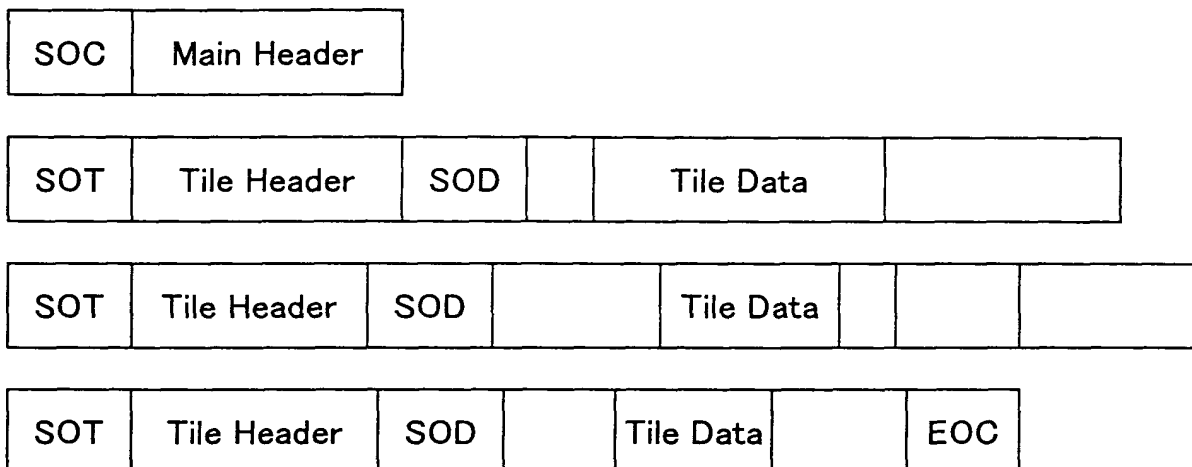 SOC Main Header
SOT Tile Header SOD Tile Data
SOT Tile Header SOD Tile Data
SOT Tile Header SOD Tile Data EOC